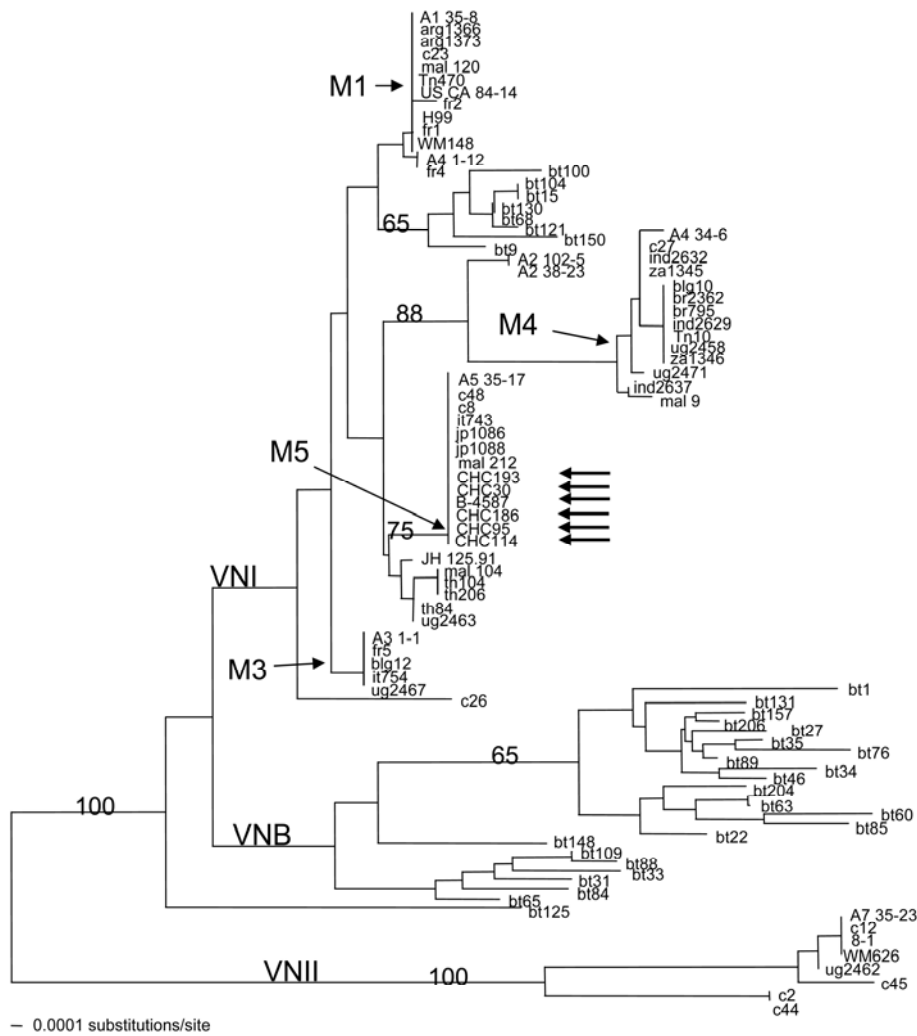 A1 35-8
arg1366
arg1373
c23
mal 120
Tn470
M1
US CA 84-14
fr2
H99
fr1
WM148
A4 1-12
fr4
bt100
bt104
bt15
bt130
bt68
65
bt121
bt150
bt9
A4 34-6
c27
ind2632
za1345
A2 102-5
A2 38-23
blg10
br2362
br795
ind2629
Tn10
ug2458
za1346
88
M4
ug2471
ind2637
mal 9
A5 35-17
c48
c8
it743
jp1086
jp1088
mal 212
M5
CHC193
CHC30
B-4587
CHC186
CHC95
CHC114
75
JH 125.91
mal 104
th104
th206
th84
ug2463
VNI
A3 1-1
fr5
blg12
it754
ug2467
M3
c26
bt1
bt131
bt157
bt206
bt27
bt35
bt76
bt89
bt34
bt46
65
bt204
bt63
bt60
bt85
bt22
100
VNB
bt148
bt109
bt88
bt33
bt31
bt84
bt65
bt125
A7 35-23
c12
8-1
WM626
ug2462
c45
VNII
100
c2
c44
0.0001 substitutions/site